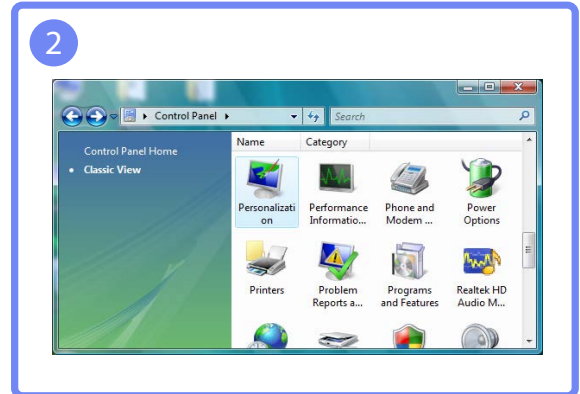 2
Control Panel
Search
Control Panel Home
Classic View
Name Category
Personalizati
on
Performance
Informatio...
Phone and
Modem ...
Power
Options
Printers
Problem
Reports a...
Programs
and Features
Realtek HD
Audio M...